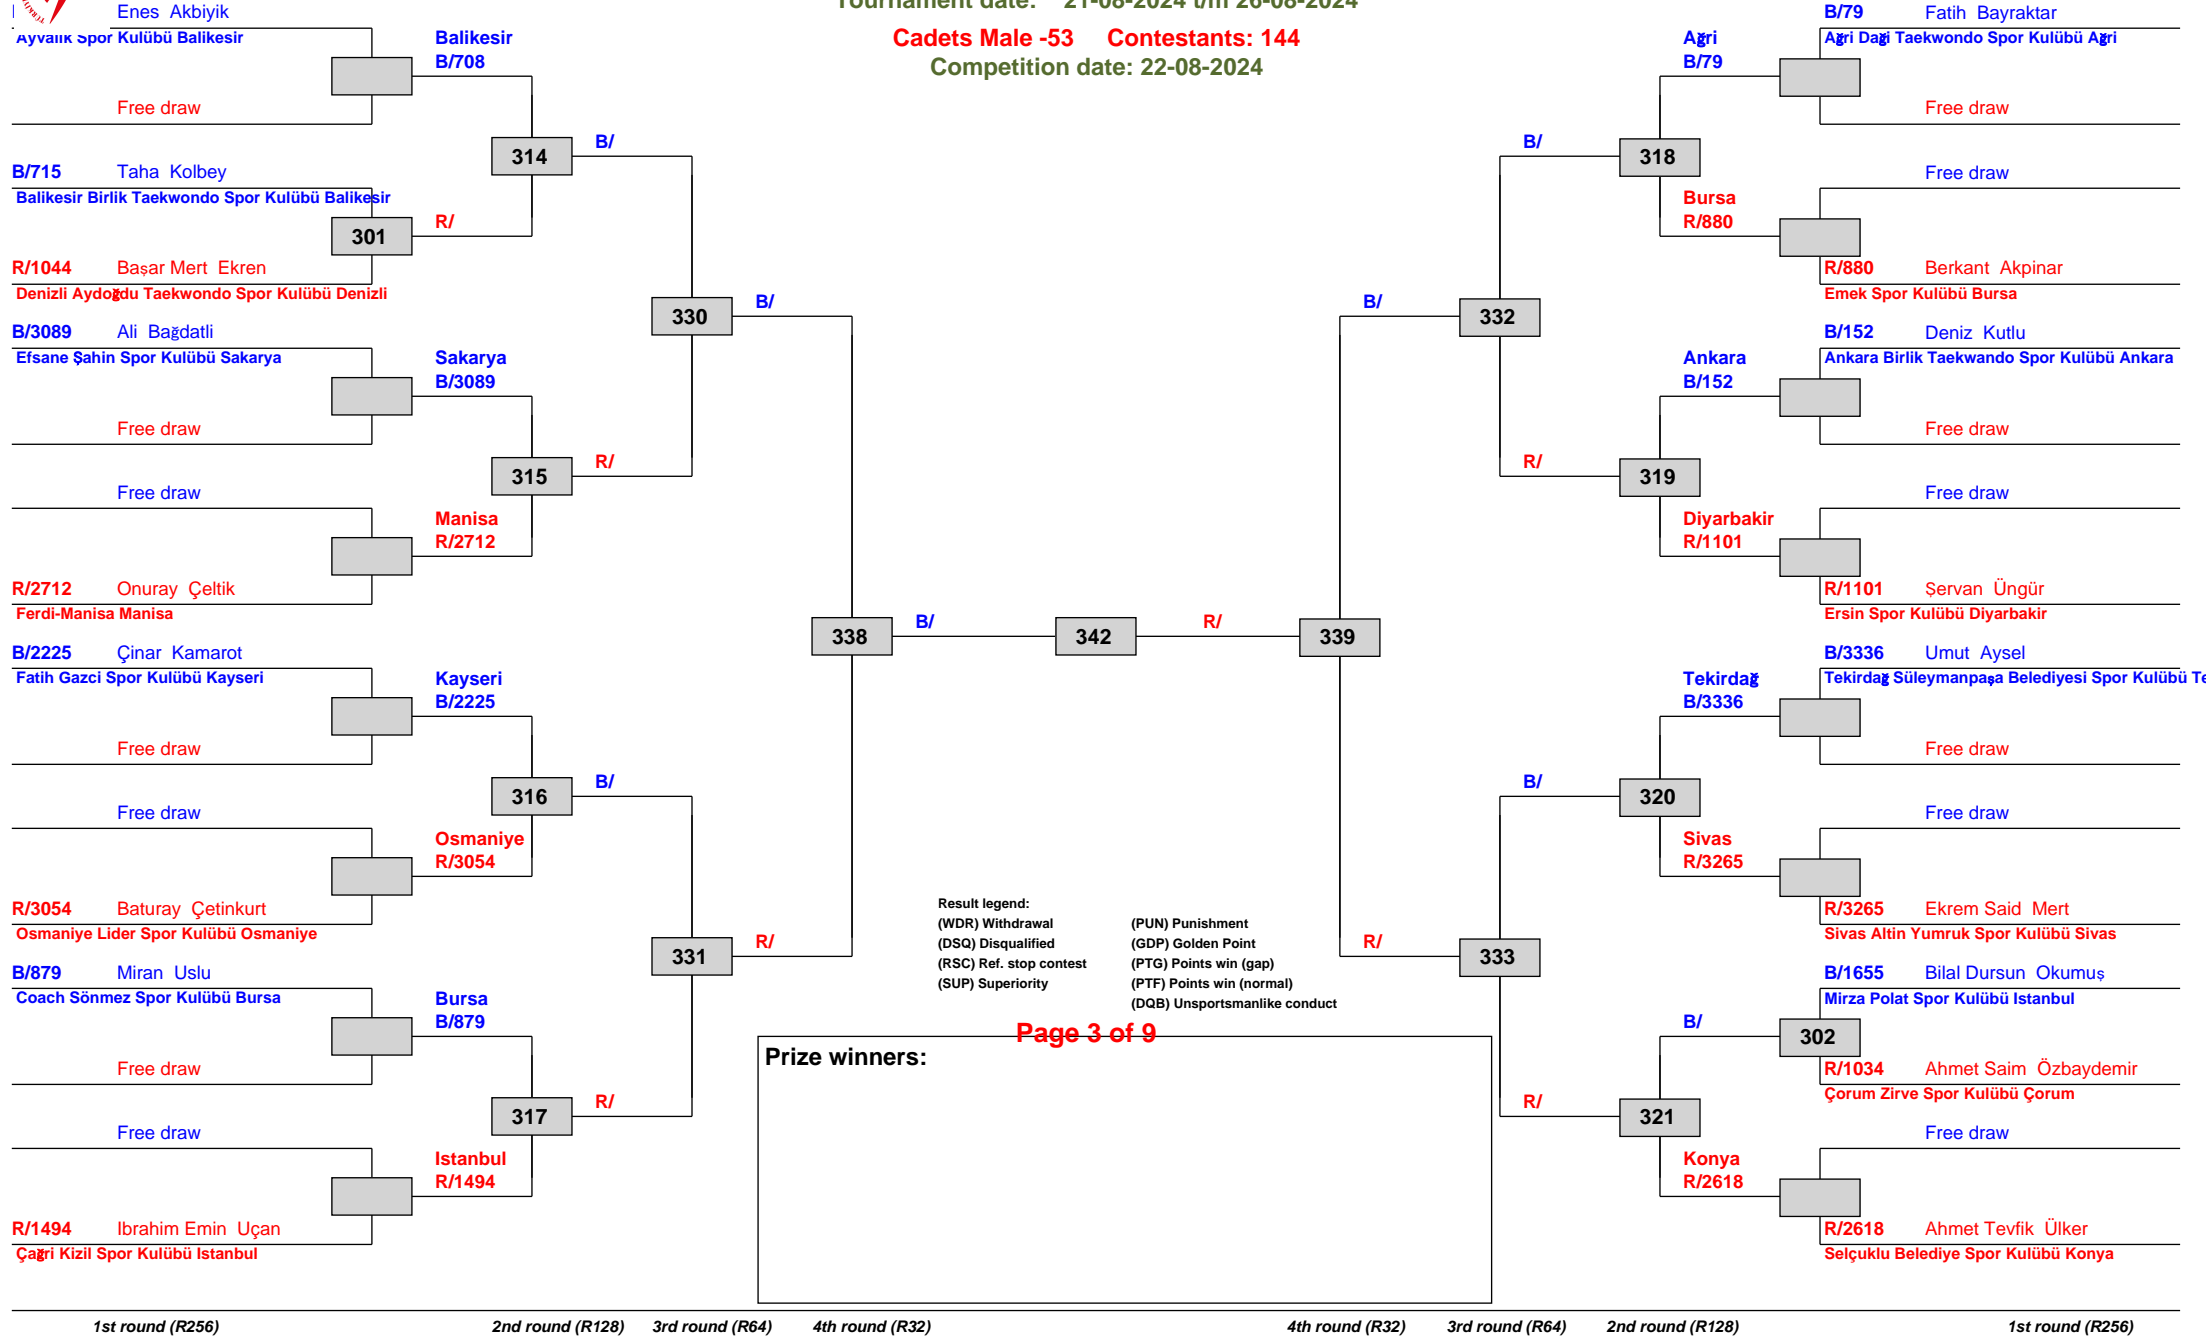 Tournament date: 21-08-2024 t/m 26-08-2024
Cadets Male -53 Contestants: 144
Competition date: 22-08-2024
Enes Akbiyik
Ayvalik Spor Kulübü Balikesir
Free draw
Balikesir
B/708
B/715 Taha Kolbey
Balikesir Birlik Taekwondo Spor Kulübü Balikesir
301
R/
R/1044 Başar Mert Ekren
Denizli Aydoğdu Taekwondo Spor Kulübü Denizli
314
B/
B/3089 Ali Bağdatli
Efsane Şahin Spor Kulübü Sakarya
Free draw
Sakarya
B/3089
Free draw
Manisa
R/2712
R/2712 Onuray Çeltik
Ferdi-Manisa Manisa
315
R/
330
B/
B/2225 Çinar Kamarot
Fatih Gazci Spor Kulübü Kayseri
Free draw
Kayseri
B/2225
Free draw
Osmaniye
R/3054
R/3054 Baturay Çetinkurt
Osmaniye Lider Spor Kulübü Osmaniye
316
B/
B/879 Miran Uslu
Coach Sönmez Spor Kulübü Bursa
Free draw
Bursa
B/879
Free draw
Istanbul
R/1494
R/1494 Ibrahim Emin Uçan
Çağri Kizil Spor Kulübü Istanbul
317
R/
331
R/
338
B/
342
R/
339
B/
332
B/
318
Ağri
B/79
B/79 Fatih Bayraktar
Ağri Daği Taekwondo Spor Kulübü Ağri
Free draw
Free draw
Bursa
R/880
R/880 Berkant Akpinar
Emek Spor Kulübü Bursa
R/
319
Ankara
B/152
B/152 Deniz Kutlu
Ankara Birlik Taekwando Spor Kulübü Ankara
Free draw
Free draw
Diyarbakir
R/1101
R/1101 Şervan Üngür
Ersin Spor Kulübü Diyarbakir
R/
333
B/
320
Tekirdağ
B/3336
B/3336 Umut Aysel
Tekirdağ Süleymanpaşa Belediyesi Spor Kulübü Te
Free draw
Free draw
Sivas
R/3265
R/3265 Ekrem Said Mert
Sivas Altin Yumruk Spor Kulübü Sivas
R/
321
B/
302
B/1655 Bilal Dursun Okumuş
Mirza Polat Spor Kulübü Istanbul
R/1034 Ahmet Saim Özbaydemir
Çorum Zirve Spor Kulübü Çorum
Free draw
Konya
R/2618
R/2618 Ahmet Tevfik Ülker
Selçuklu Belediye Spor Kulübü Konya
Result legend:
(WDR) Withdrawal (PUN) Punishment
(DSQ) Disqualified (GDP) Golden Point
(RSC) Ref. stop contest (PTG) Points win (gap)
(SUP) Superiority (PTF) Points win (normal)
(DQB) Unsportsmanlike conduct
Page 3 of 9
Prize winners:
1st round (R256) 2nd round (R128) 3rd round (R64) 4th round (R32) 4th round (R32) 3rd round (R64) 2nd round (R128) 1st round (R256)